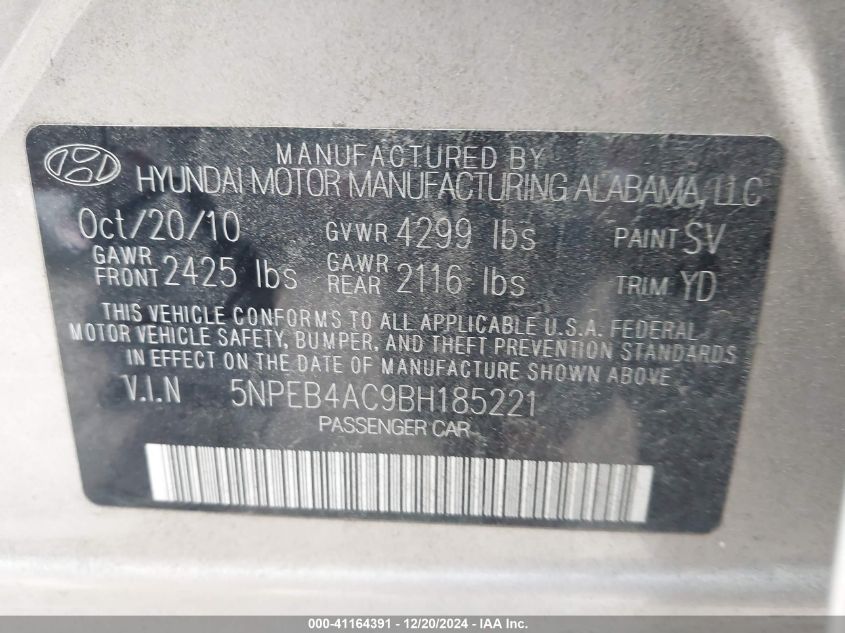 MANUFACTURED BY
HYUNDAI MOTOR MANUFACTURING ALABAMA, LLC
Oct/20/10 GVWR 4299 lbs PAINT SV
GAWR FRONT 2425 lbs GAWR REAR 2116 lbs TRIM YD
THIS VEHICLE CONFORMS TO ALL APPLICABLE U.S.A. FEDERAL
MOTOR VEHICLE SAFETY, BUMPER, AND THEFT PREVENTION STANDARDS
IN EFFECT ON THE DATE OF MANUFACTURE SHOWN ABOVE
V.I.N 5NPEB4AC9BH185221
PASSENGER CAR
000-41164391 - 12/20/2024 - IAA Inc.